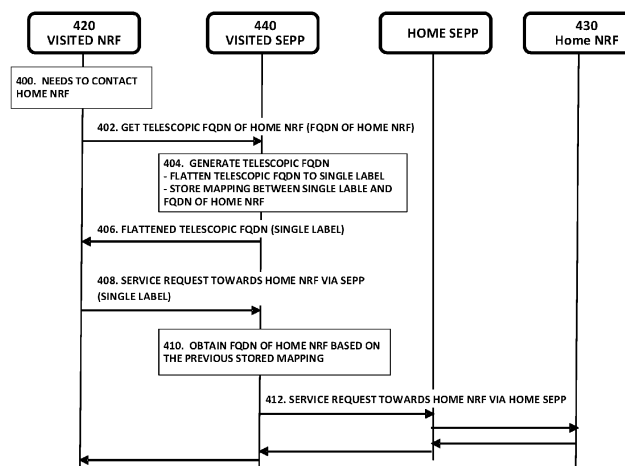 420
VISITED NRF
440
VISITED SEPP
HOME SEPP
430
Home NRF
400. NEEDS TO CONTACT
HOME NRF
402. GET TELESCOPIC FQDN OF HOME NRF (FQDN OF HOME NRF)
404. GENERATE TELESCOPIC FQDN
- FLATTEN TELESCOPIC FQDN TO SINGLE LABEL
- STORE MAPPING BETWEEN SINGLE LABLE AND
FQDN OF HOME NRF
406. FLATTENED TELESCOPIC FQDN (SINGLE LABEL)
408. SERVICE REQUEST TOWARDS HOME NRF VIA SEPP
(SINGLE LABEL)
410. OBTAIN FQDN OF HOME NRF BASED ON
THE PREVIOUS STORED MAPPING
412. SERVICE REQUEST TOWARDS HOME NRF VIA HOME SEPP